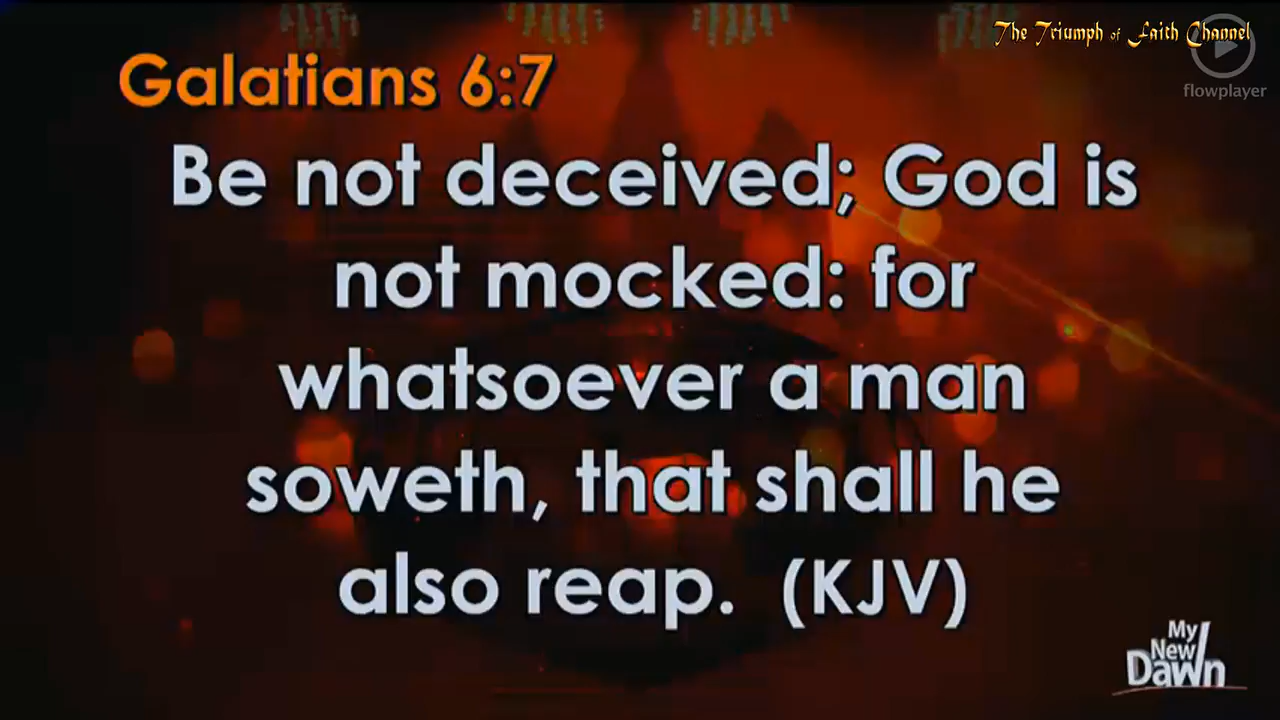 The Triumph of Faith Channel
flowplayer
Galatians 6:7
Be not deceived; God is
not mocked: for
whatsoever a man
soweth, that shall he
also reap. (KJV)
My
New
Dawn